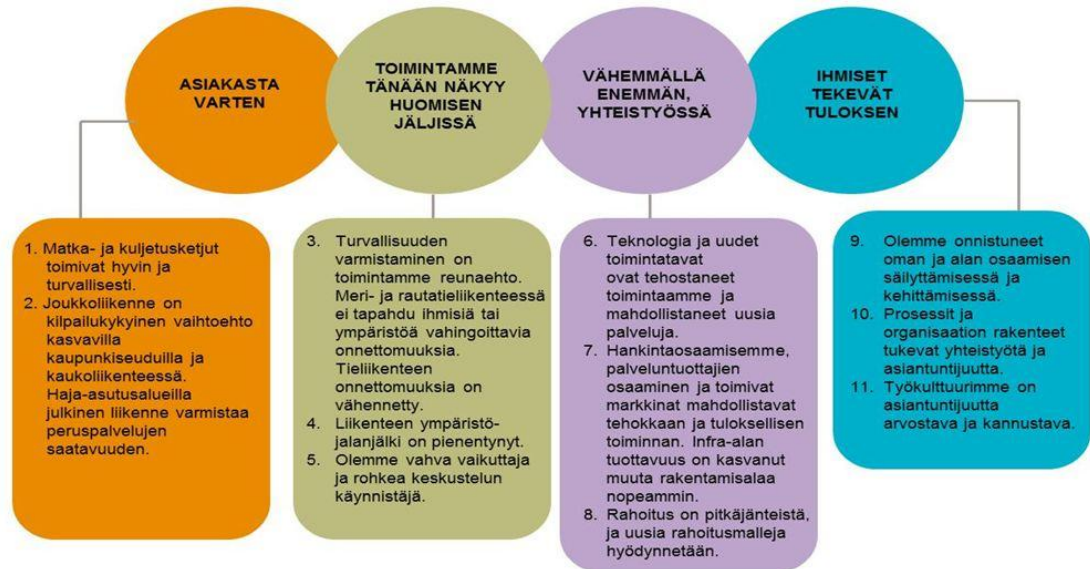 ASIAKASTA
VARTEN
TOIMINTAMME
TÄNÄÄN NÄKYY
HUOMISEN
JÄLJISSÄ
VÄHEMMÄLLÄ
ENEMMÄN,
YHTEISTYÖSSÄ
IHMISET
TEKEVÄT
TULOKSEN
1. Matka- ja kuljetusketjut
toimivat hyvin ja
turvallisesti.
2. Joukkoliikenne on
kilpailukykyinen vaihtoehto
kasvavilla
kaupunkiseuduilla ja
kaukoliikenteessä.
Haja-asutusalueilla
julkinen liikenne varmistaa
peruspalvelujen
saatavuuden.
3. Turvallisuuden
varmistaminen on
toimintamme reunaehto.
Meri- ja rautatieliikenteessä
ei tapahdu ihmisiä tai
ympäristöä vahingoittavia
onnettomuuksia.
Tieliikenteen
onnettomuuksia on
vähennetty.
4. Liikenteen ympäristö-
jalanjälki on pienentynyt.
5. Olemme vahva vaikuttaja
ja rohkea keskustelun
käynnistäjä.
6. Teknologia ja uudet
toimintatavat
ovat tehostaneet
toimintaamme ja
mahdollistaneet uusia
palveluja.
7. Hankintaosaamisemme,
palveluntuottajien
osaaminen ja toimivat
markkinat mahdollistavat
tehokkaan ja tuloksellisen
toiminnan. Infra-alan
tuottavuus on kasvanut
muuta rakentamisalaa
nopeammin.
8. Rahoitus on pitkäjänteistä,
ja uusia rahoitusmalleja
hyödynnetään.
9. Olemme onnistuneet
oman ja alan osaamisen
säilyttämisessä ja
kehittämisessä.
10. Prosessit ja
organisaation rakenteet
tukevat yhteistyötä ja
asiantuntijuutta.
11. Työkulttuurimme on
asiantuntijuutta
arvostava ja kannustava.